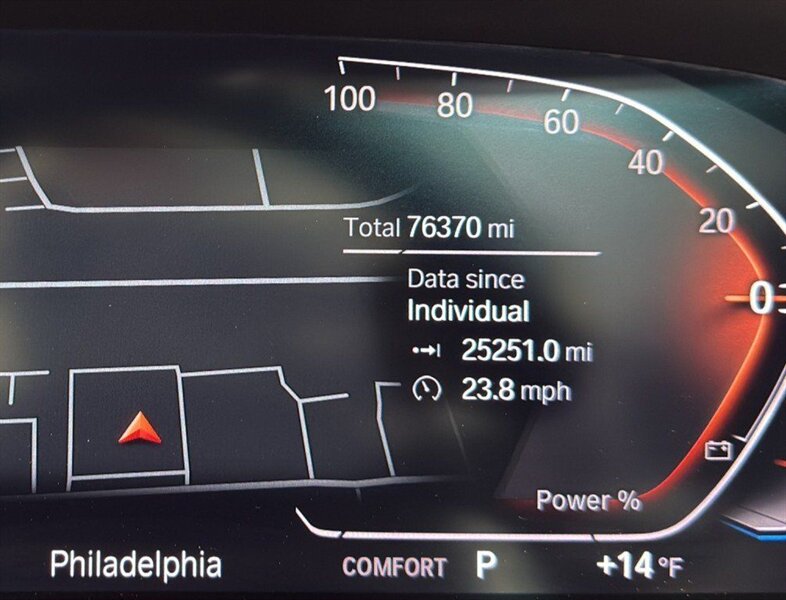 100
80
60
40
20
0
Total 76370 mi
Data since
Individual
25251.0 mi
23.8 mph
Power %
Philadelphia COMFORT P +14 °F